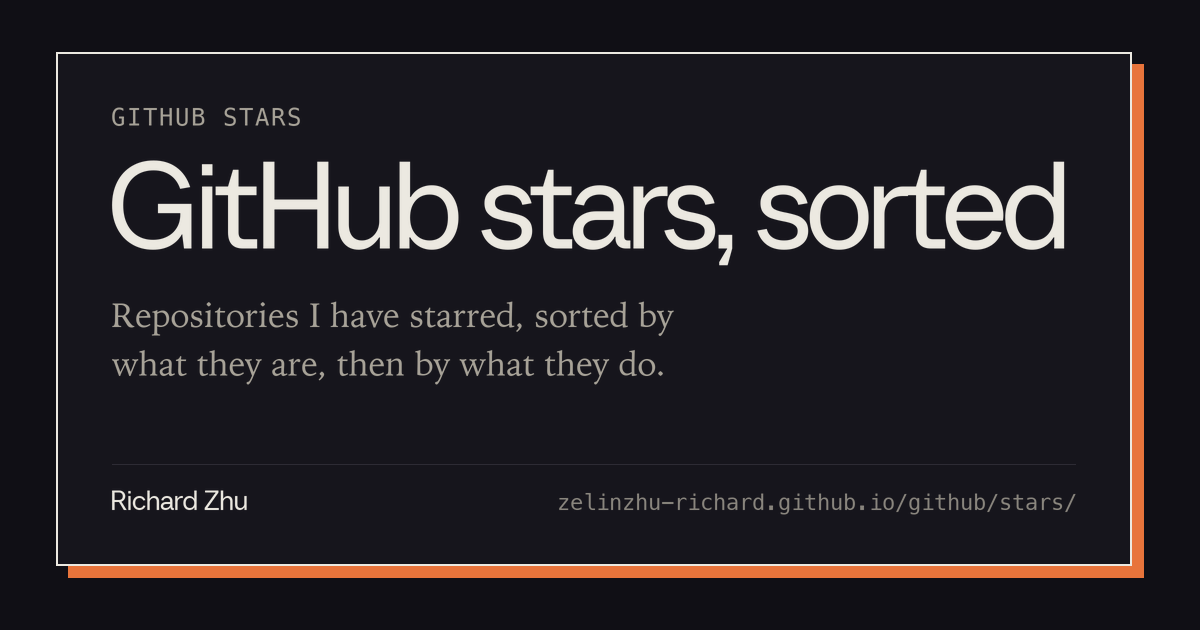 GITHUB STARS
GitHub stars, sorted
Repositories I have starred, sorted by
what they are, then by what they do.
Richard Zhu
zelinzhu-richard.github.io/github/stars/